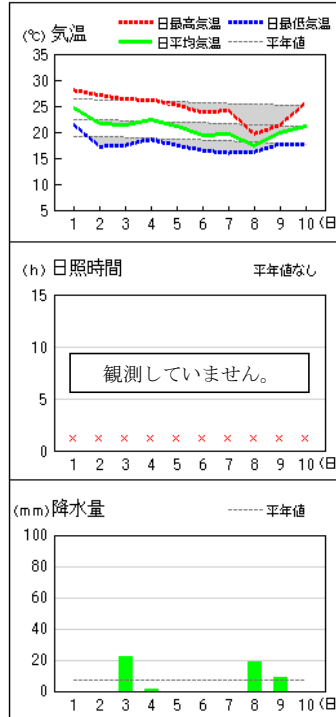 (℃) 気温
日最高気温 日最低気温
日平均気温 平年値
35
30
25
20
15
10
5
1 2 3 4 5 6 7 8 9 10 (日
(h) 日照時間 平年値なし
15
10
観測していません。
5
0
× × × × × × × × × ×
1 2 3 4 5 6 7 8 9 10 (日
(mm) 降水量 平年値
100
80
60
40
20
0
1 2 3 4 5 6 7 8 9 10 (日